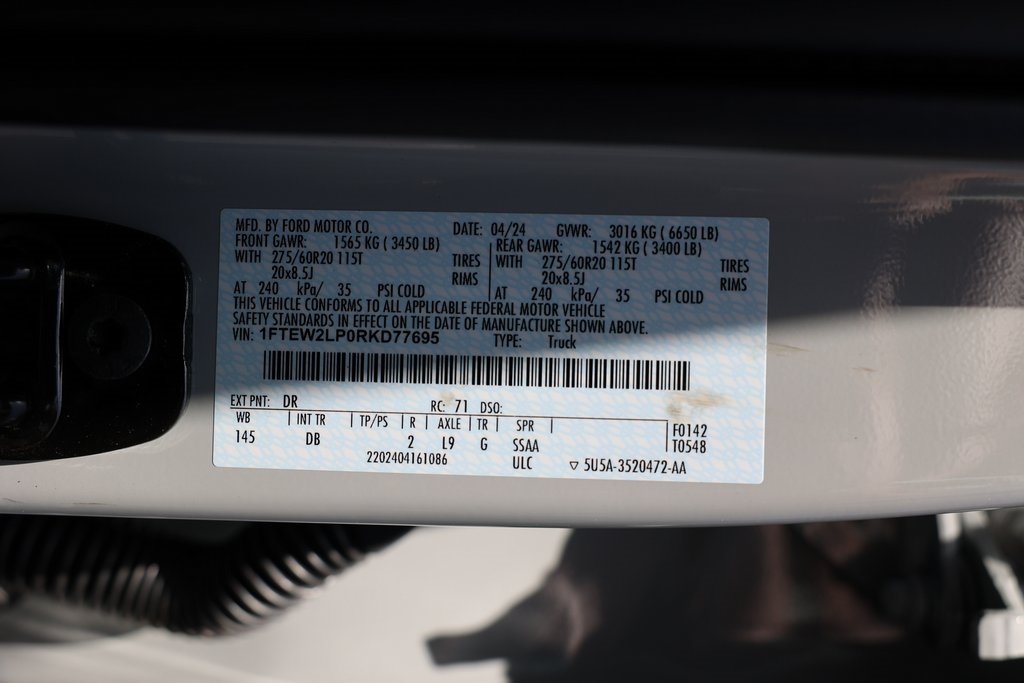 MFD. BY FORD MOTOR CO. DATE: 04/24 GVWR: 3016 KG ( 6650 LB)
FRONT GAWR: 1565 KG ( 3450 LB) REAR GAWR: 1542 KG ( 3400 LB)
WITH 275/60R20 115T TIRES WITH 275/60R20 115T TIRES
20x8.5J RIMS 20x8.5J RIMS
AT 240 kPa/ 35 PSI COLD AT 240 kPa/ 35 PSI COLD
THIS VEHICLE CONFORMS TO ALL APPLICABLE FEDERAL MOTOR VEHICLE
SAFETY STANDARDS IN EFFECT ON THE DATE OF MANUFACTURE SHOWN ABOVE.
VIN: 1FTEW2LP0RKD77695 TYPE: Truck
EXT PNT: DR RC: 71 DSO:
WB | INT TR | TP/PS | R | AXLE | TR | SPR | F0142
145 DB 2 L9 G SSAA T0548
2202404161086 ULC ▽ 5U5A-3520472-AA